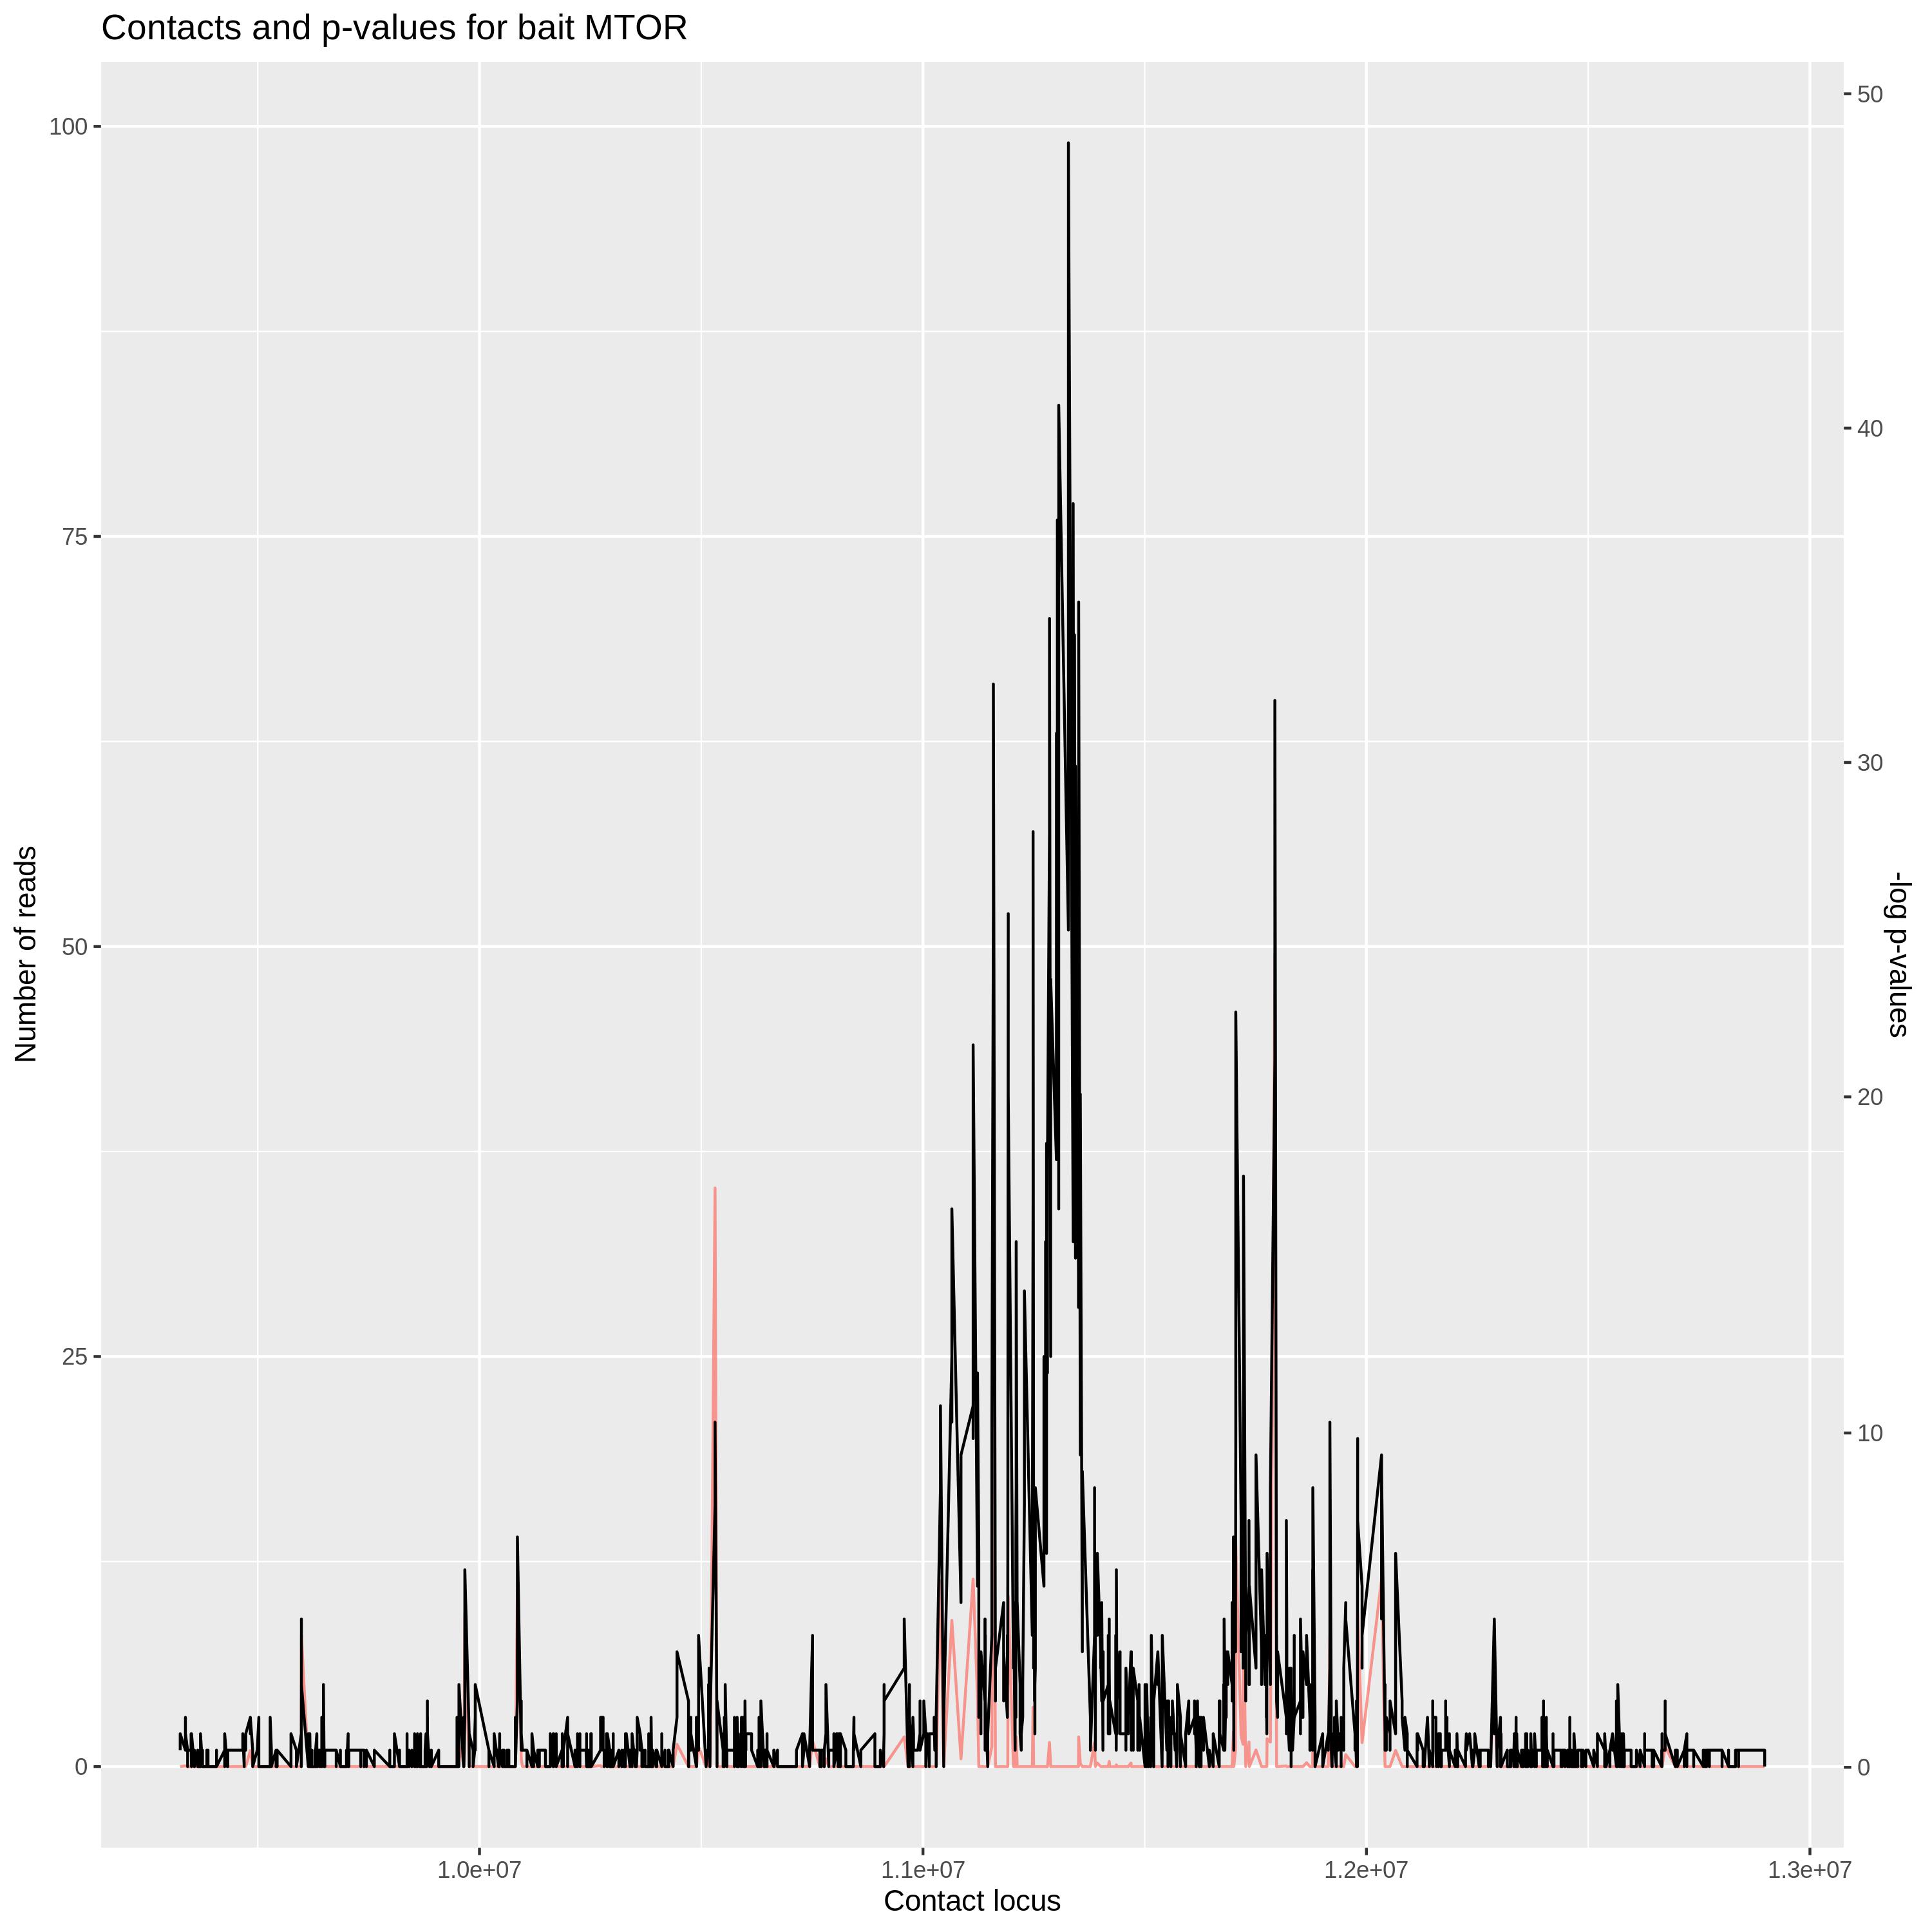 Contacts and p-values for bait MTOR
100
75
50
25
0
Number of reads
50
40
30
20
10
0
-log p-values
1.0e+07
1.1e+07
1.2e+07
1.3e+07
Contact locus